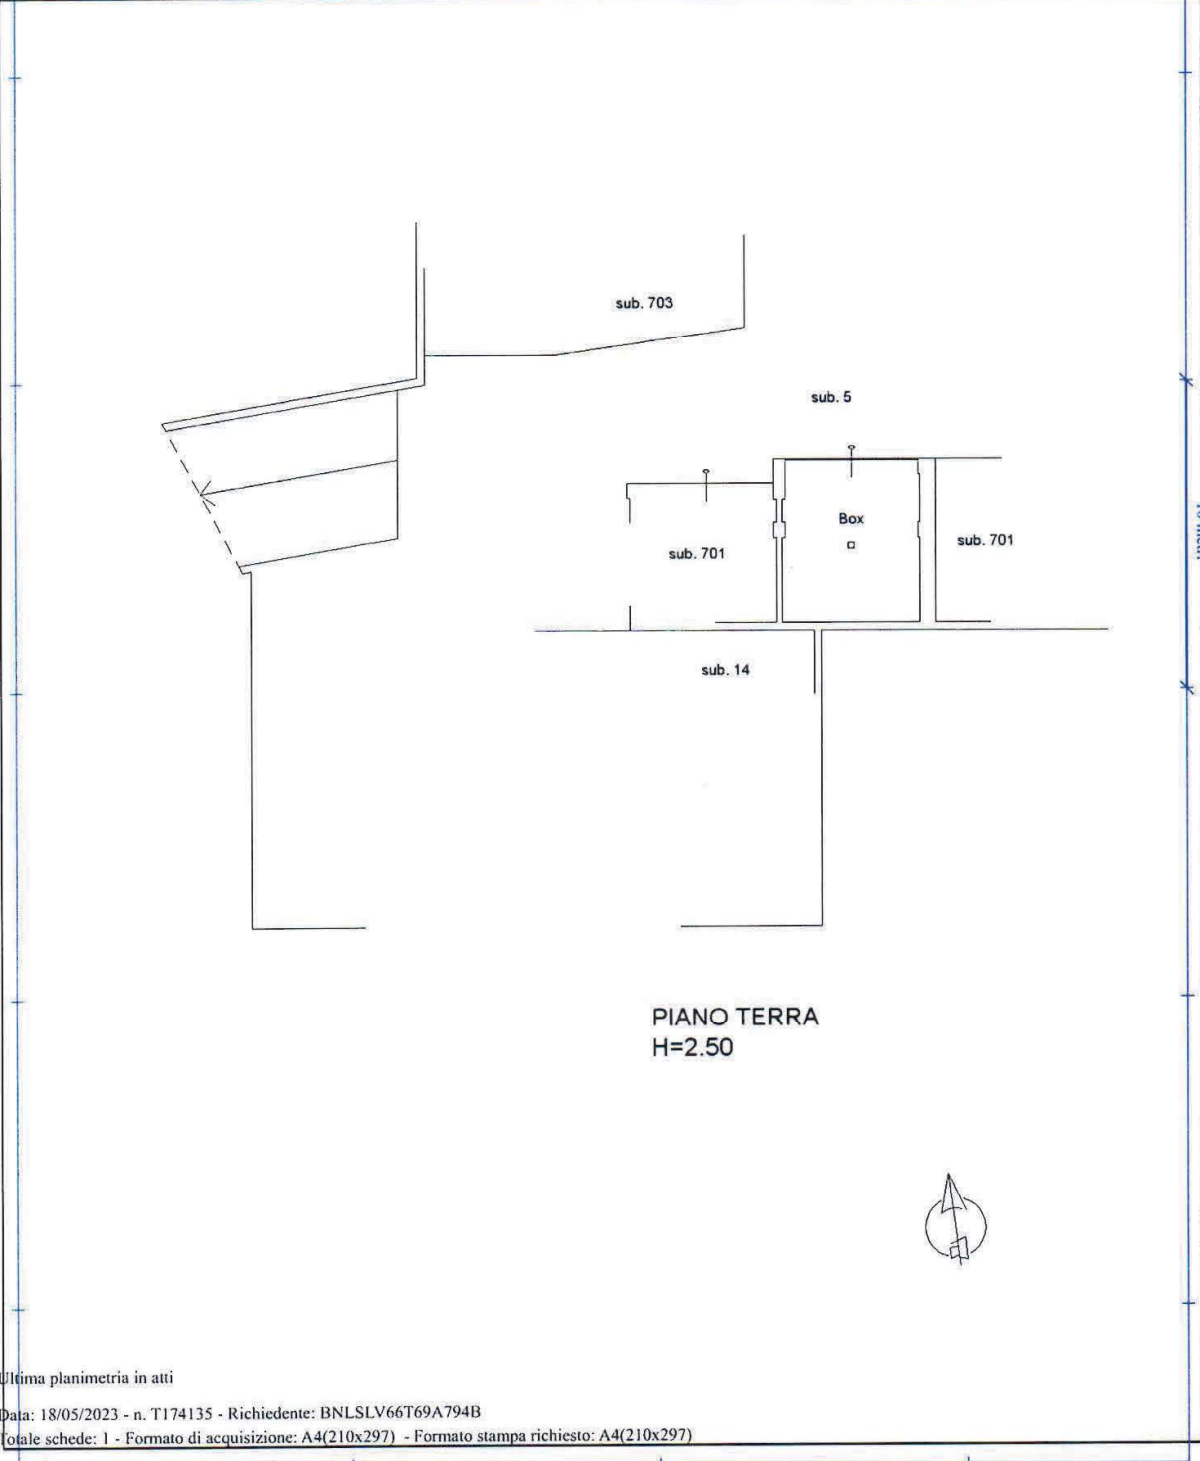 sub. 703
sub. 5
Box
sub. 701
sub. 701
sub. 14
PIANO TERRA
H=2.50
Ultima planimetria in atti
Data: 18/05/2023 - n. T174135 - Richiedente: BNLSLV66T69A794B
Totale schede: 1 - Formato di acquisizione: A4(210x297) - Formato stampa richiesto: A4(210x297)